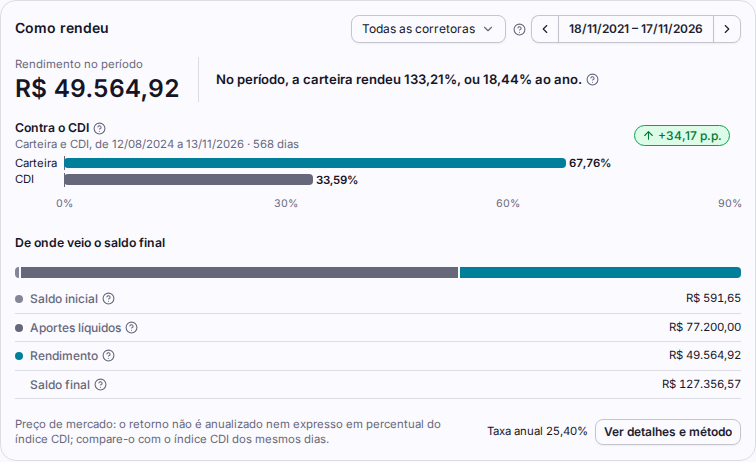 Como rendeu
Todas as corretoras
18/11/2021 – 17/11/2026
Rendimento no período
R$ 49.564,92
No período, a carteira rendeu 133,21%, ou 18,44% ao ano.
Contra o CDI
Carteira e CDI, de 12/08/2024 a 13/11/2026 · 568 dias
+34,17 p.p.
Carteira
67,76%
CDI
33,59%
0%
30%
60%
90%
De onde veio o saldo final
Saldo inicial
R$ 591,65
Aportes líquidos
R$ 77.200,00
Rendimento
R$ 49.564,92
Saldo final
R$ 127.356,57
Preço de mercado: o retorno não é anualizado nem expresso em percentual do
índice CDI; compare-o com o índice CDI dos mesmos dias.
Taxa anual 25,40%
Ver detalhes e método